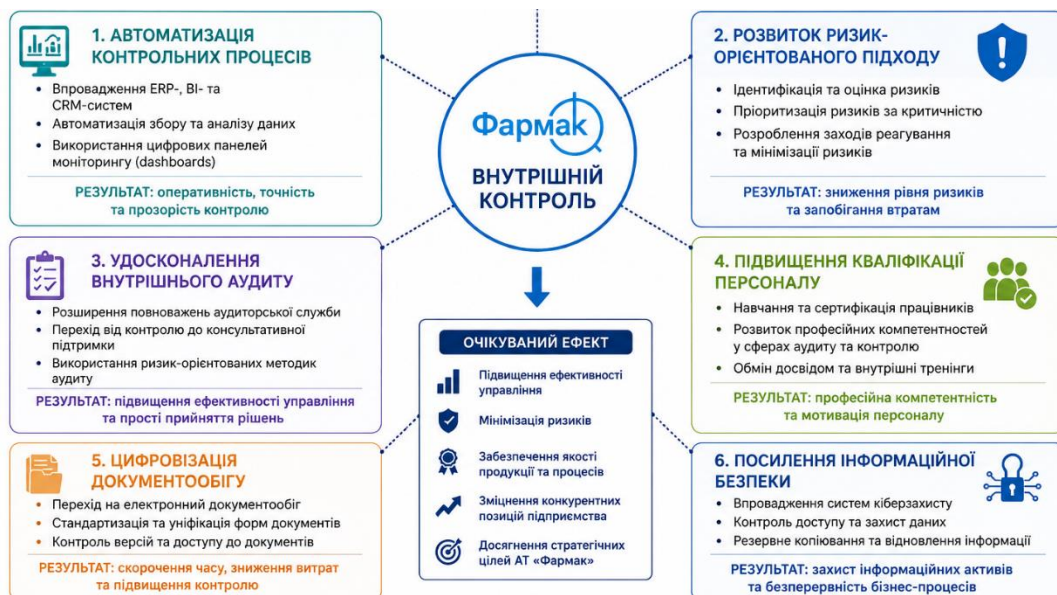 1. АВТОМАТИЗАЦІЯ
КОНТРОЛЬНИХ ПРОЦЕСІВ
• Впровадження ERP-, BI- та
CRM-систем
• Автоматизація збору та аналізу даних
• Використання цифрових панелей
моніторингу (dashboards)
РЕЗУЛЬТАТ: оперативність, точність
та прозорість контролю
Фармак
ВНУТРІШНІЙ
КОНТРОЛЬ
2. РОЗВИТОК РИЗИК-
ОРІЄНТОВАНОГО ПІДХОДУ
• Ідентифікація та оцінка ризиків
• Пріоритизація ризиків за критичністю
• Розроблення заходів реагування
та мінімізації ризиків
РЕЗУЛЬТАТ: зниження рівня ризиків
та запобігання втратам
3. УДОСКОНАЛЕННЯ
ВНУТРІШНЬОГО АУДИТУ
• Розширення повноважень аудиторської служби
• Перехід від контролю до консультативної
підтримки
• Використання ризик-орієнтованих методик
аудиту
РЕЗУЛЬТАТ: підвищення ефективності управління
та прості прийняття рішень
4. ПІДВИЩЕННЯ КВАЛІФІКАЦІЇ
ПЕРСОНАЛУ
• Навчання та сертифікація працівників
• Розвиток професійних компетентностей
у сферах аудиту та контролю
• Обмін досвідом та внутрішні тренінги
РЕЗУЛЬТАТ: професійна компетентність
та мотивація персоналу
ОЧІКУВАНИЙ ЕФЕКТ
Підвищення ефективності
управління
Мінімізація ризиків
Забезпечення якості
продукції та процесів
Зміцнення конкурентних
позицій підприємства
Досягнення стратегічних
цілей АТ «Фармак»
5. ЦИФРОВІЗАЦІЯ
ДОКУМЕНТООБІГУ
• Перехід на електронний документообіг
• Стандартизація та уніфікація форм документів
• Контроль версій та доступу до документів
РЕЗУЛЬТАТ: скорочення часу, зниження витрат
та підвищення контролю
6. ПОСИЛЕННЯ ІНФОРМАЦІЙНОЇ
БЕЗПЕКИ
• Впровадження систем кіберзахисту
• Контроль доступу та захист даних
• Резервне копіювання та відновлення інформації
РЕЗУЛЬТАТ: захист інформаційних активів
та безперервність бізнес-процесів